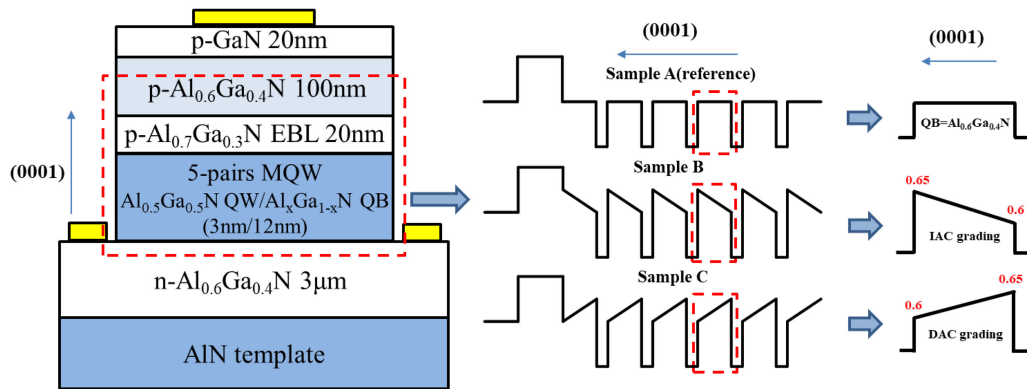 p-GaN 20nm
p-Al₀.₆Ga₀.₄N 100nm
p-Al₀.₇Ga₀.₃N EBL 20nm
(0001)
5-pairs MQW
Al₀.₅Ga₀.₅N QW/AlₓGa₁₋ₓN QB
(3nm/12nm)
n-Al₀.₆Ga₀.₄N 3μm
AlN template
(0001)
Sample A(reference)
Sample B
Sample C
(0001)
QB=Al₀.₆Ga₀.₄N
0.65
0.6
IAC grading
0.65
0.6
DAC grading